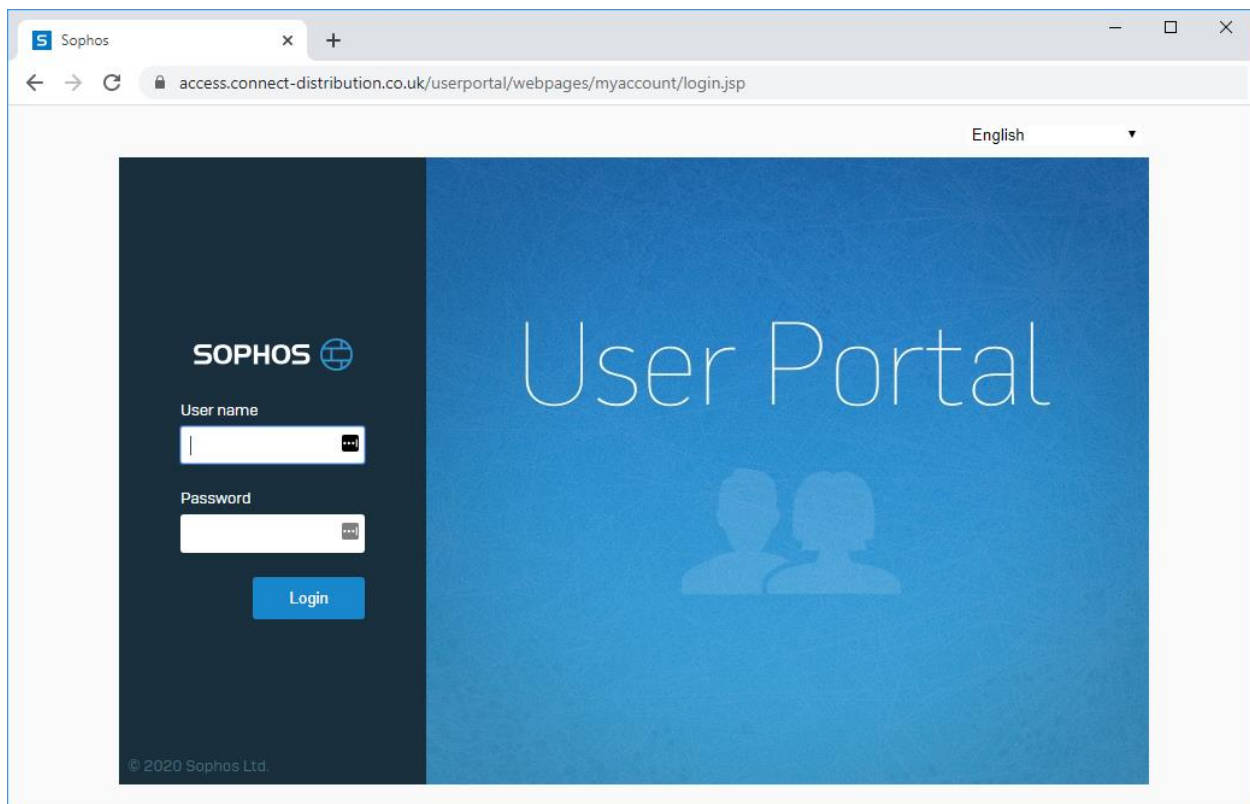 Sophos
access.connect-distribution.co.uk/userportal/webpages/myaccount/login.jsp
English
SOPHOS
User name
Password
Login
© 2020 Sophos Ltd.
User Portal